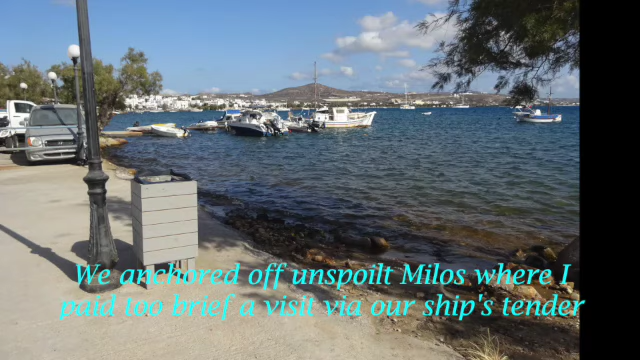 We anchored off unspoilt Milos where I
paid too brief a visit via our ship's tender